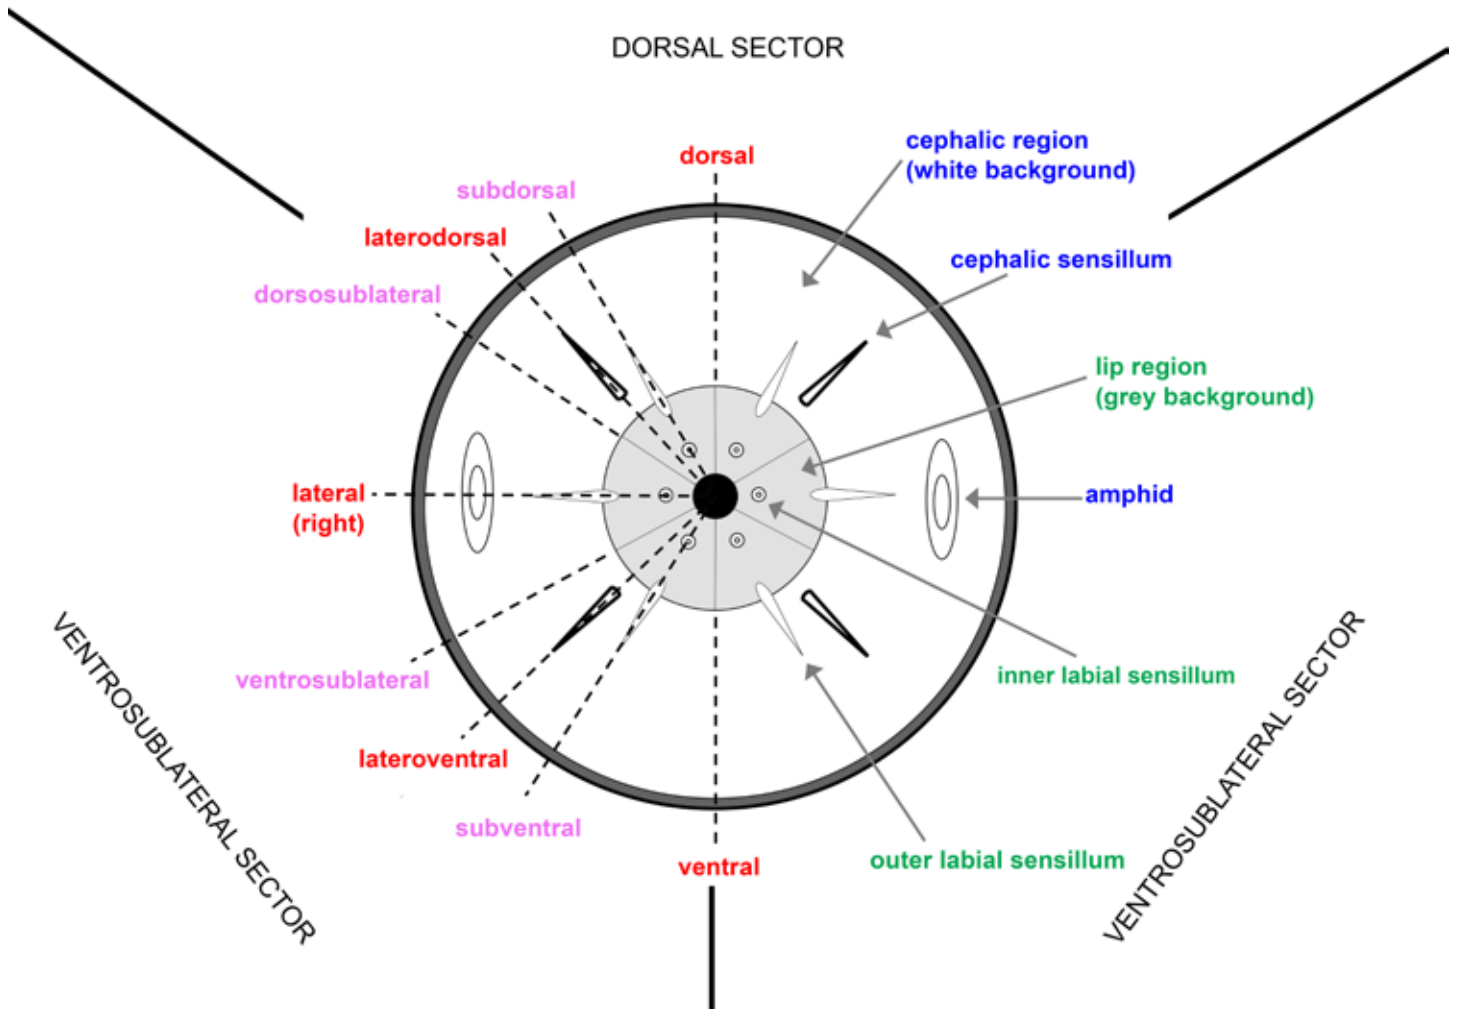 DORSAL SECTOR
cephalic region
(white background)
dorsal
subdorsal
laterodorsal
cephalic sensillum
dorsosublateral
lip region
(grey background)
lateral
(right)
amphid
VENTROSUBLATERAL SECTOR
VENTROSUBLATERAL SECTOR
ventrosublateral
inner labial sensillum
lateroventral
subventral
ventral
outer labial sensillum